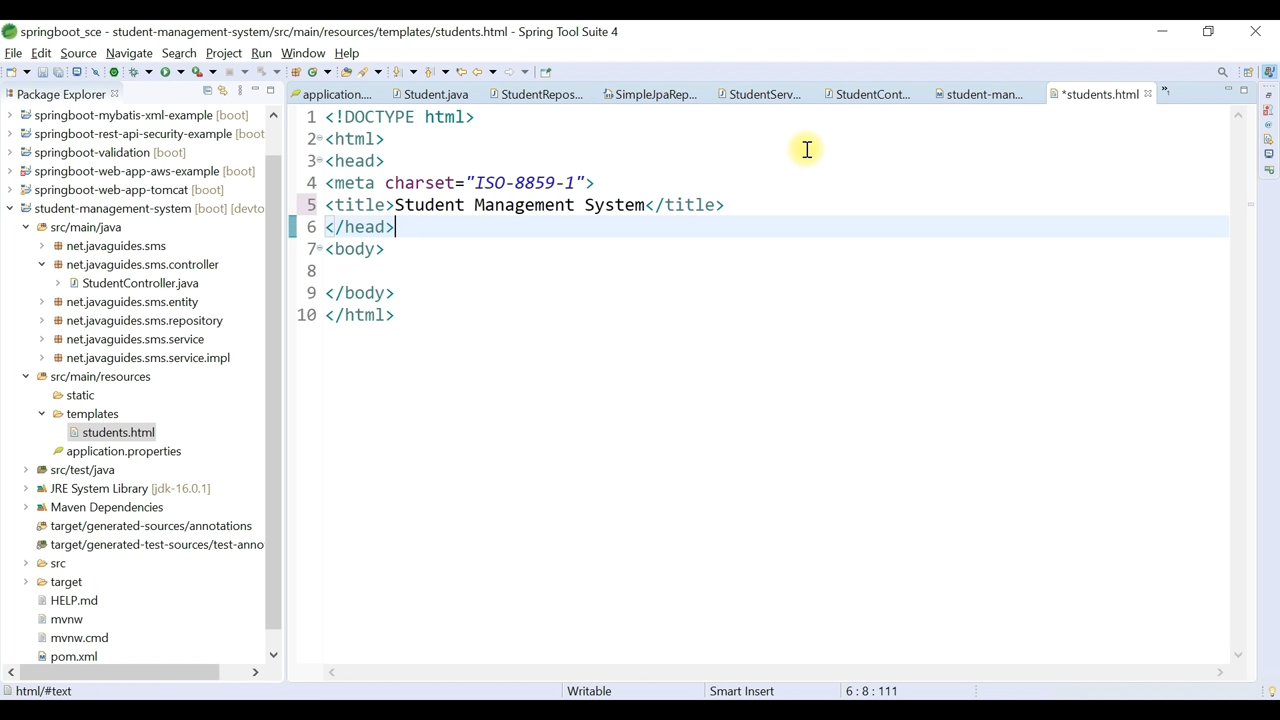 springboot_sce - student-management-system/src/main/resources/templates/students.html - Spring Tool Suite 4
File Edit Source Navigate Search Project Run Window Help
Package Explorer
application....
Student.java
StudentRepos...
SimpleJpaRep...
StudentServ...
StudentCont...
student-man...
*students.html
springboot-mybatis-xml-example [boot]
springboot-rest-api-security-example [boot
springboot-validation [boot]
springboot-web-app-aws-example [boot]
springboot-web-app-tomcat [boot]
student-management-system [boot] [devto
src/main/java
net.javaguides.sms
net.javaguides.sms.controller
StudentController.java
net.javaguides.sms.entity
net.javaguides.sms.repository
net.javaguides.sms.service
net.javaguides.sms.service.impl
src/main/resources
static
templates
students.html
application.properties
src/test/java
JRE System Library [jdk-16.0.1]
Maven Dependencies
target/generated-sources/annotations
target/generated-test-sources/test-anno
src
target
HELP.md
mvnw
mvnw.cmd
pom.xml
1 <!DOCTYPE html>
2 <html>
3 <head>
4 <meta charset="ISO-8859-1">
5 <title>Student Management System</title>
6 </head>
7 <body>
8
9 </body>
10 </html>
html/#text
Writable
Smart Insert
6 : 8 : 111